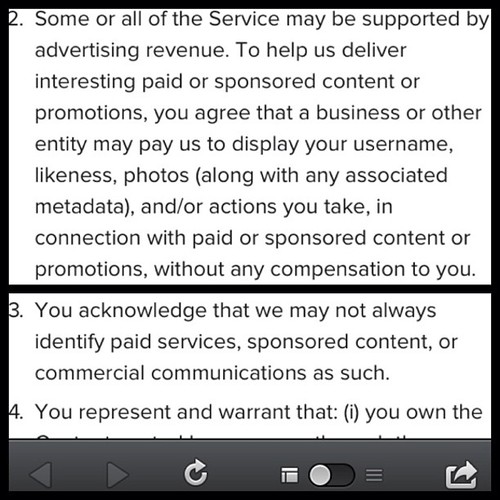 2. Some or all of the Service may be supported by
advertising revenue. To help us deliver
interesting paid or sponsored content or
promotions, you agree that a business or other
entity may pay us to display your username,
likeness, photos (along with any associated
metadata), and/or actions you take, in
connection with paid or sponsored content or
promotions, without any compensation to you.
3. You acknowledge that we may not always
identify paid services, sponsored content, or
commercial communications as such.
4. You represent and warrant that: (i) you own the